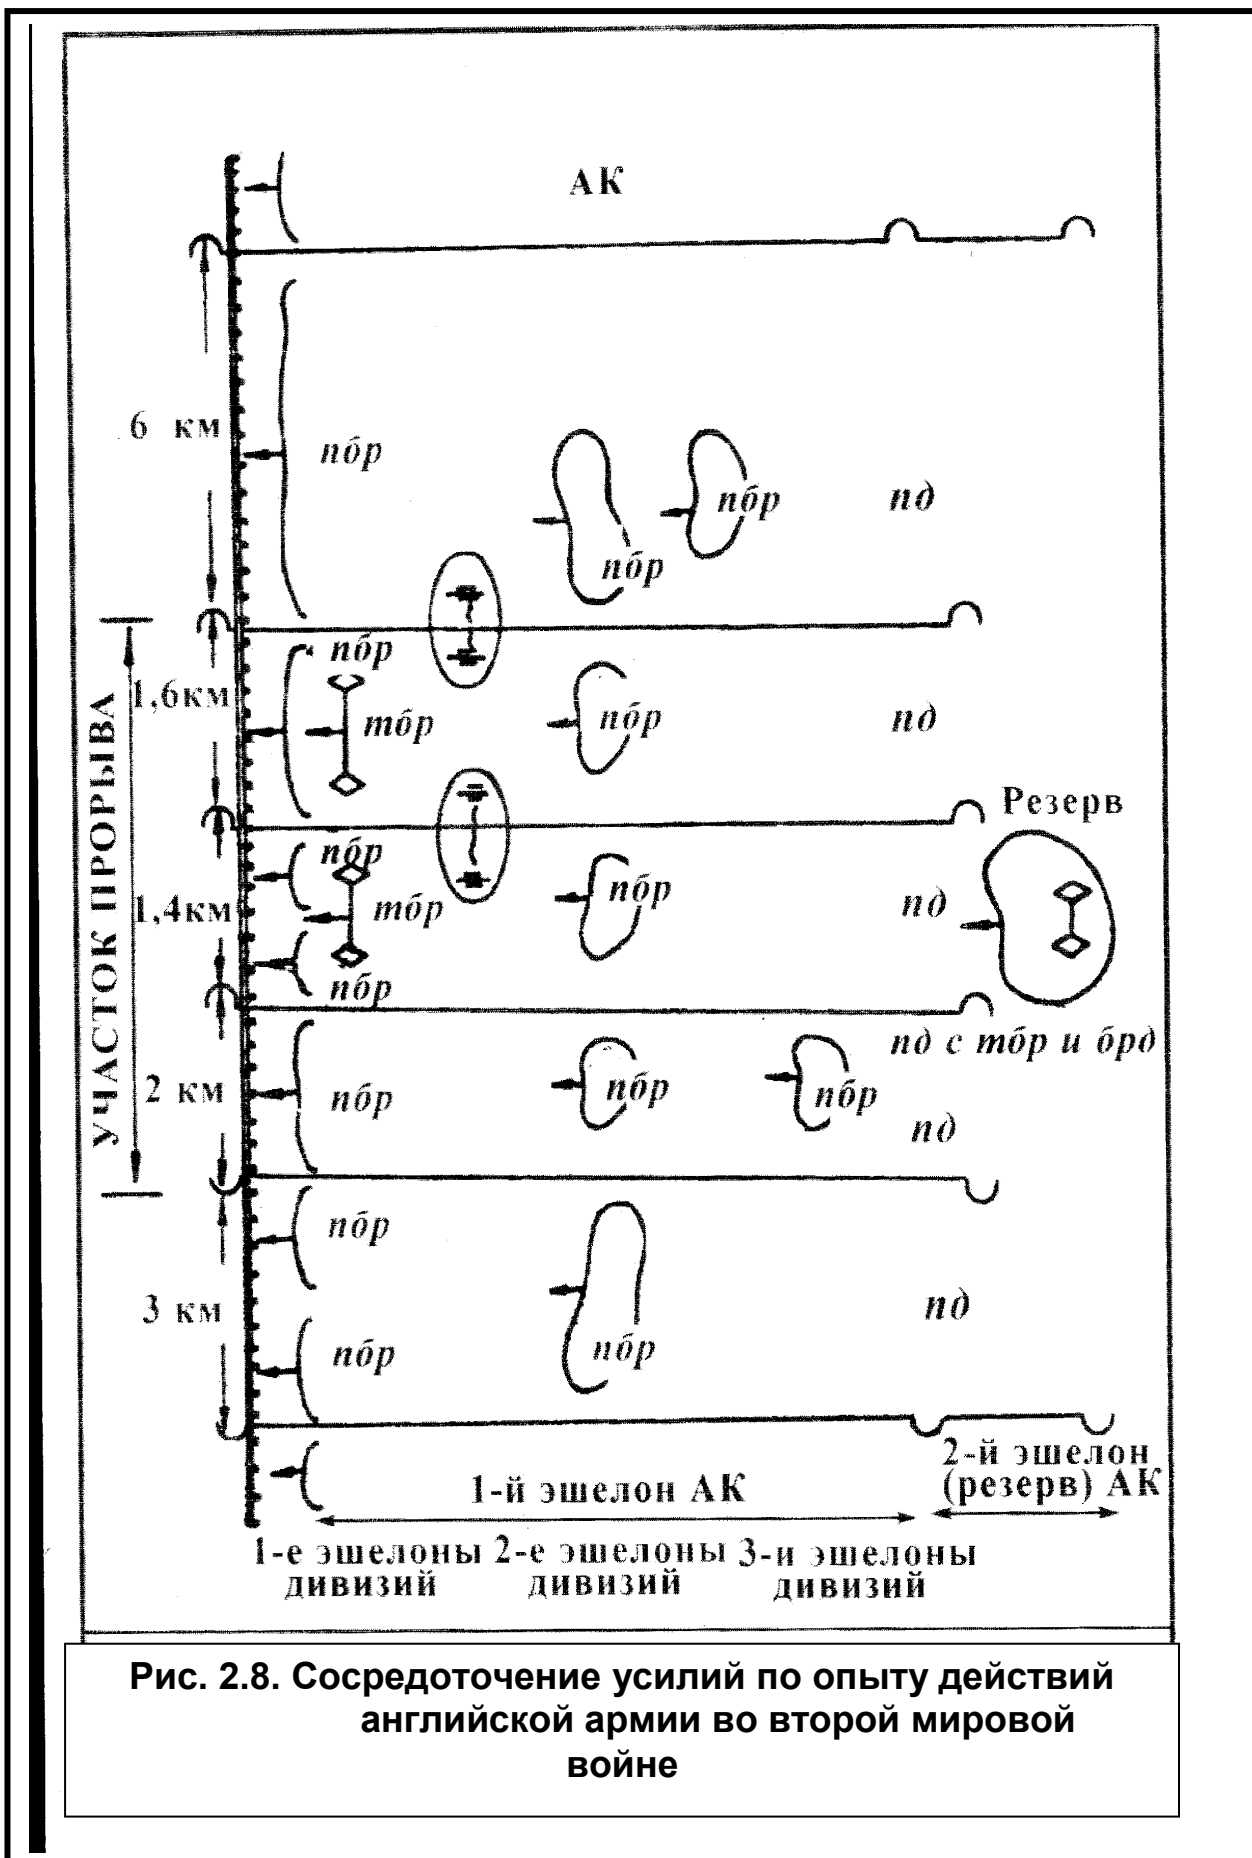 АК
6 км
пбр
пбр
пбр
пд
УЧАСТОК ПРОРЫВА
1,6км
пбр
тбр
пбр
пд
Резерв
1,4км
пбр
тбр
пбр
пбр
пд
пд с тбр и брд
2 км
пбр
пбр
пбр
пд
3 км
пбр
пбр
пбр
пд
1-й эшелон АК
2-й эшелон
(резерв) АК
1-е эшелоны
дивизий
2-е эшелоны
дивизий
3-и эшелоны
дивизий
Рис. 2.8. Сосредоточение усилий по опыту действий
английской армии во второй мировой
войне